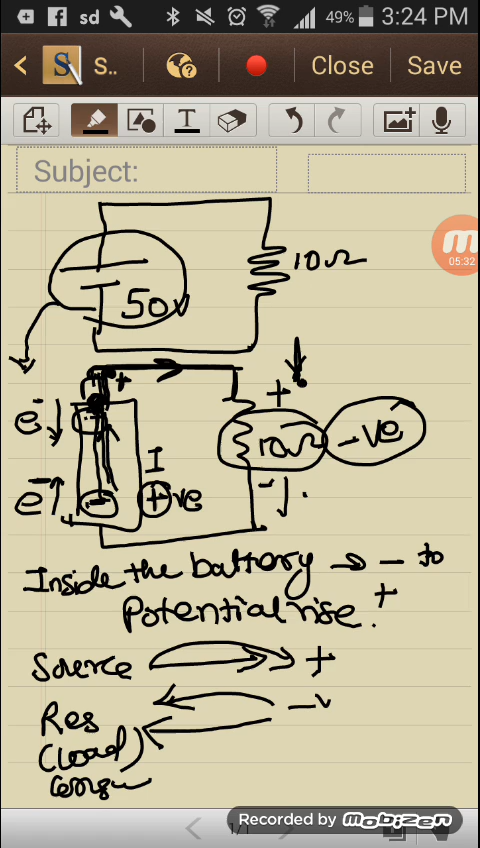 sd 49% 3:24 PM
S S.. ? Close Save
T
Subject:
50V 10Ω
05:32
+ +
e⁻ I 10Ω -ve
e⁻ +ve -
Inside the battery → - to +
Potential rise.
Source +
Res -v
(Load)
1/1
Recorded by Mobizen